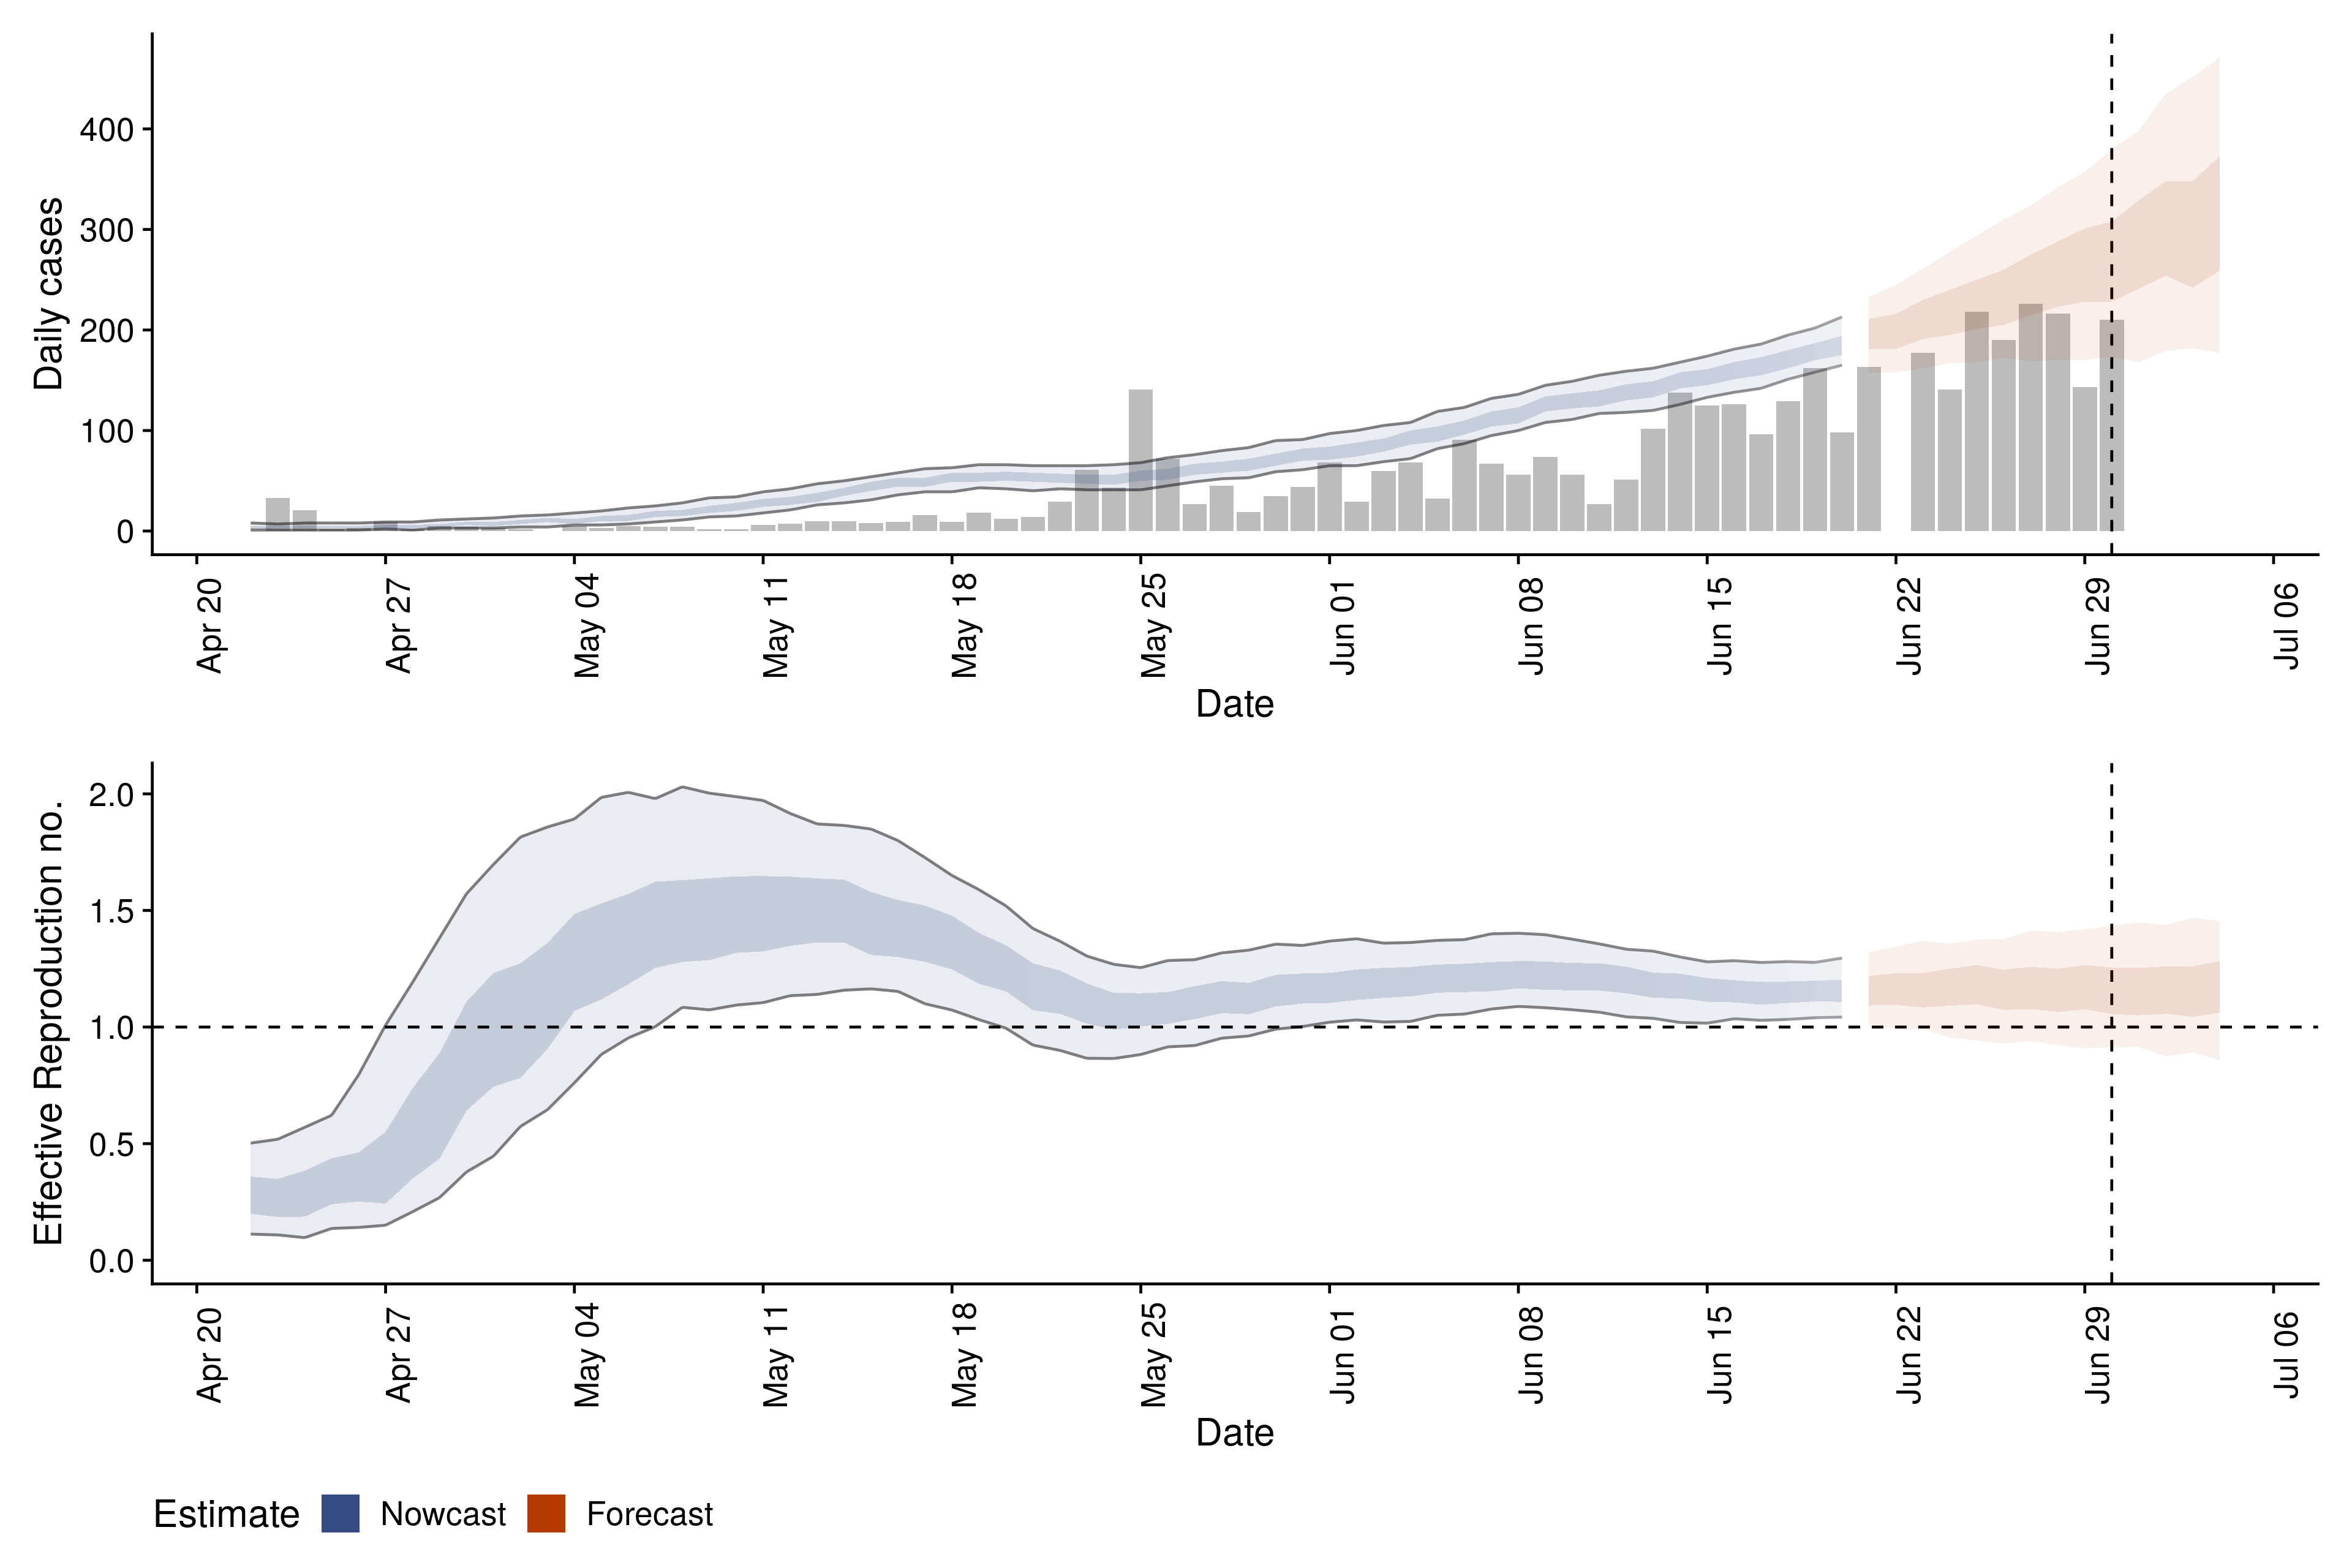 Daily cases
400
300
200
100
0
Apr 20
Apr 27
May 04
May 11
May 18
May 25
Jun 01
Jun 08
Jun 15
Jun 22
Jun 29
Jul 06
Date
Effective Reproduction no.
2.0
1.5
1.0
0.5
0.0
Apr 20
Apr 27
May 04
May 11
May 18
May 25
Jun 01
Jun 08
Jun 15
Jun 22
Jun 29
Jul 06
Date
Estimate Nowcast Forecast